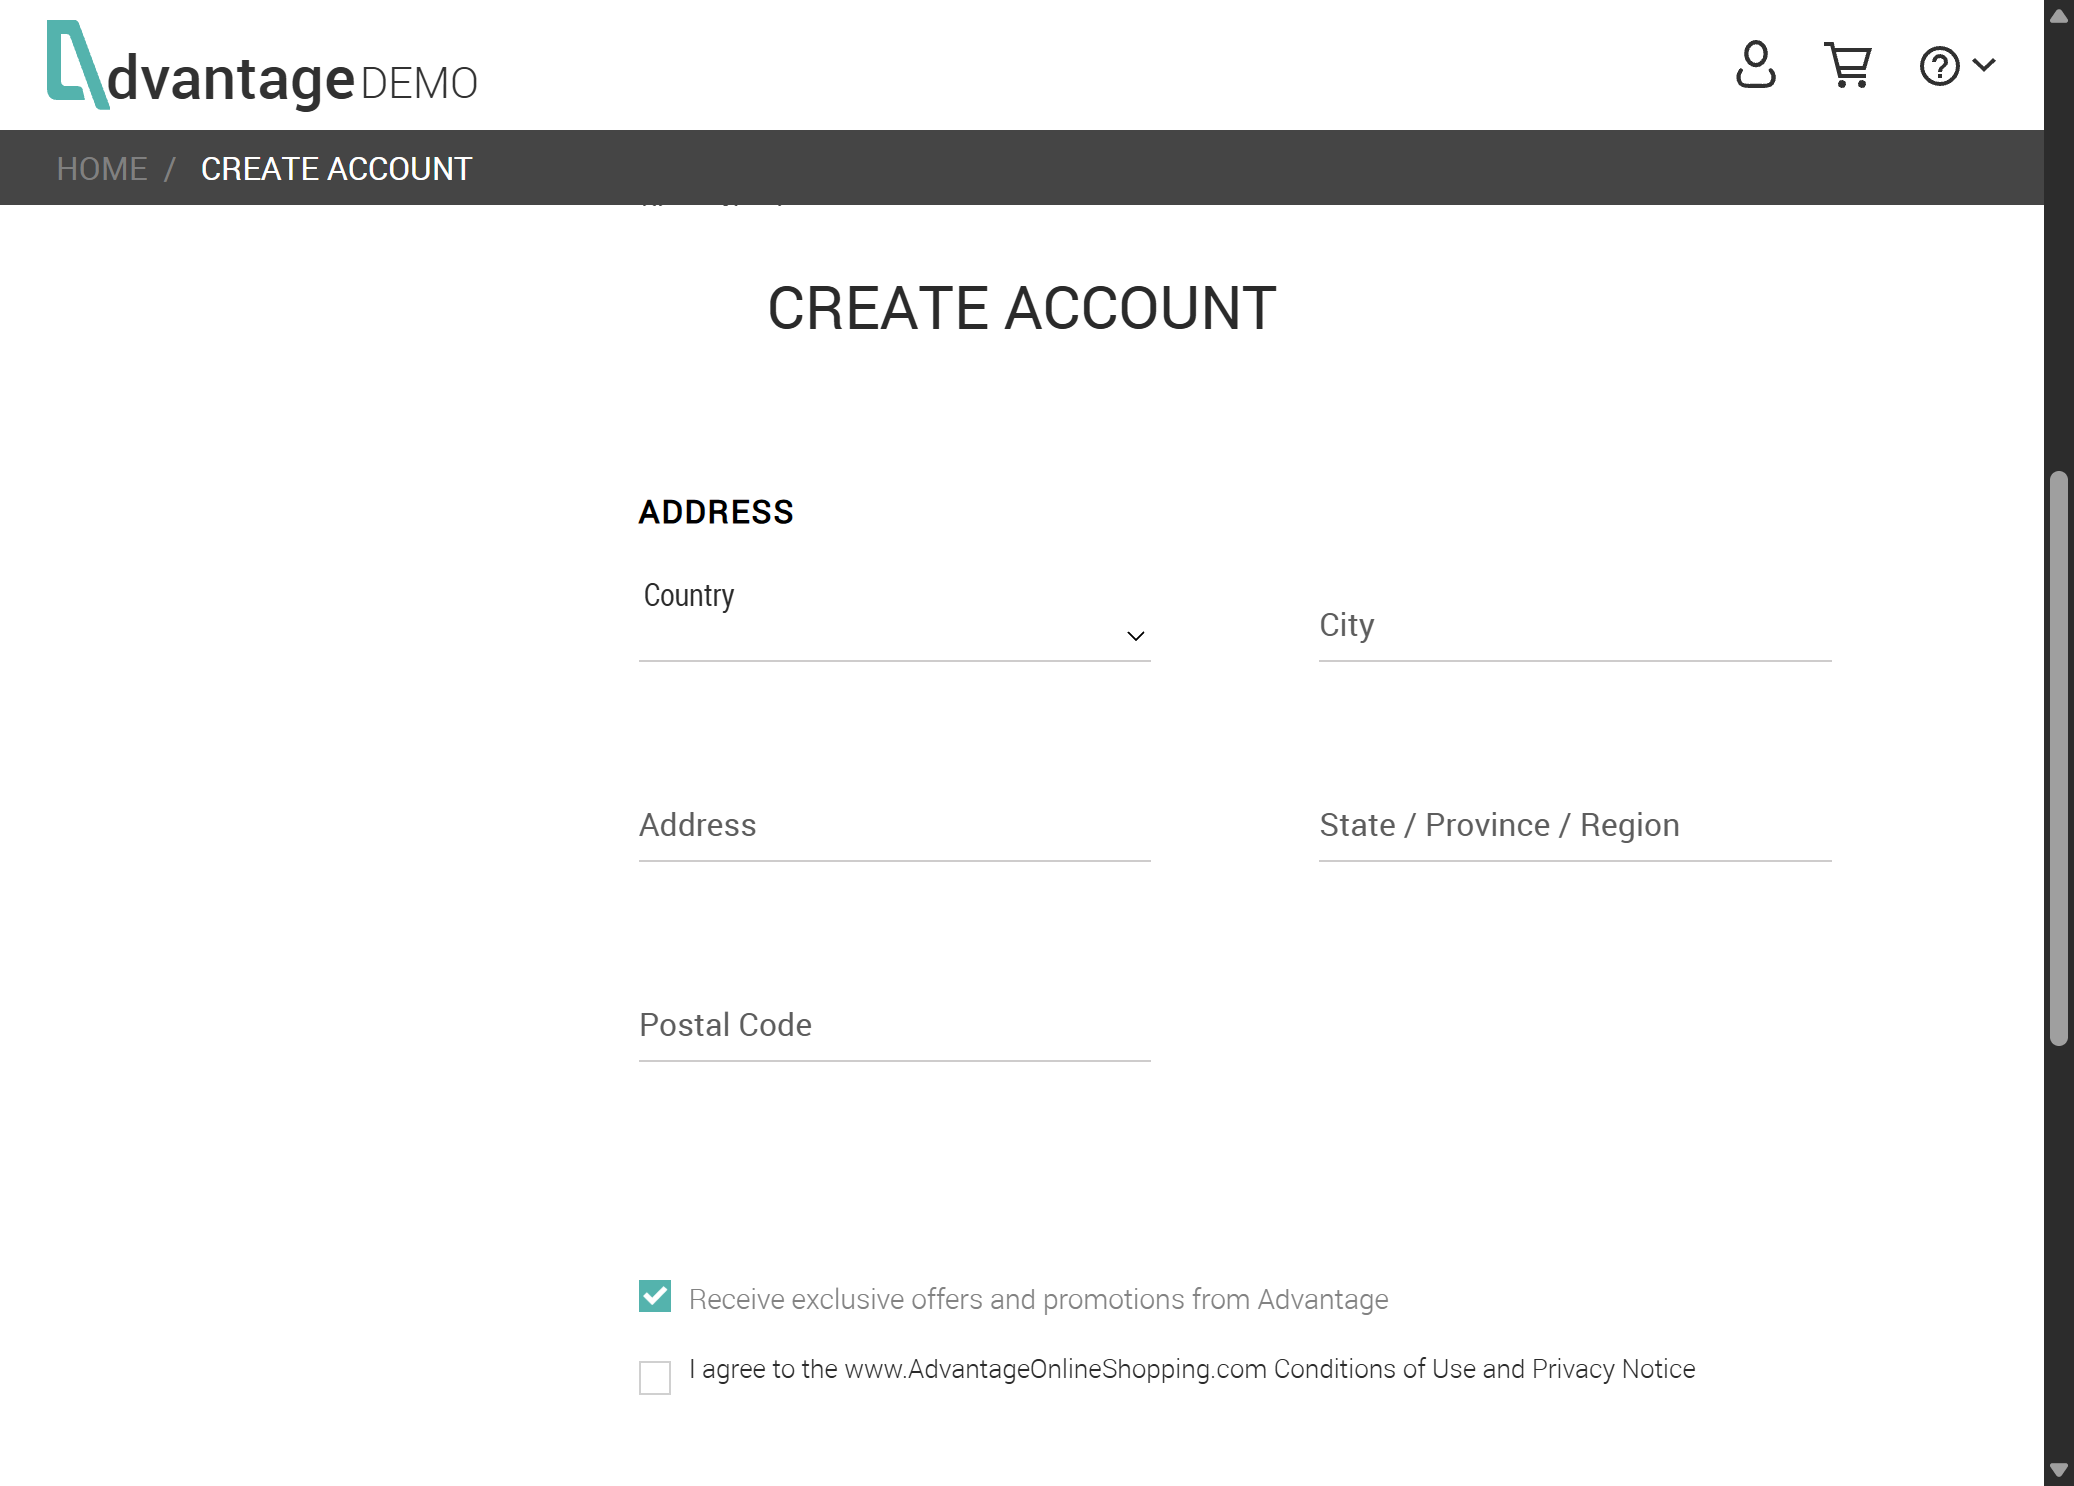 dvantage DEMO
HOME / CREATE ACCOUNT
CREATE ACCOUNT
ADDRESS
Country
City
Address
State / Province / Region
Postal Code
Receive exclusive offers and promotions from Advantage
I agree to the www.AdvantageOnlineShopping.com Conditions of Use and Privacy Notice